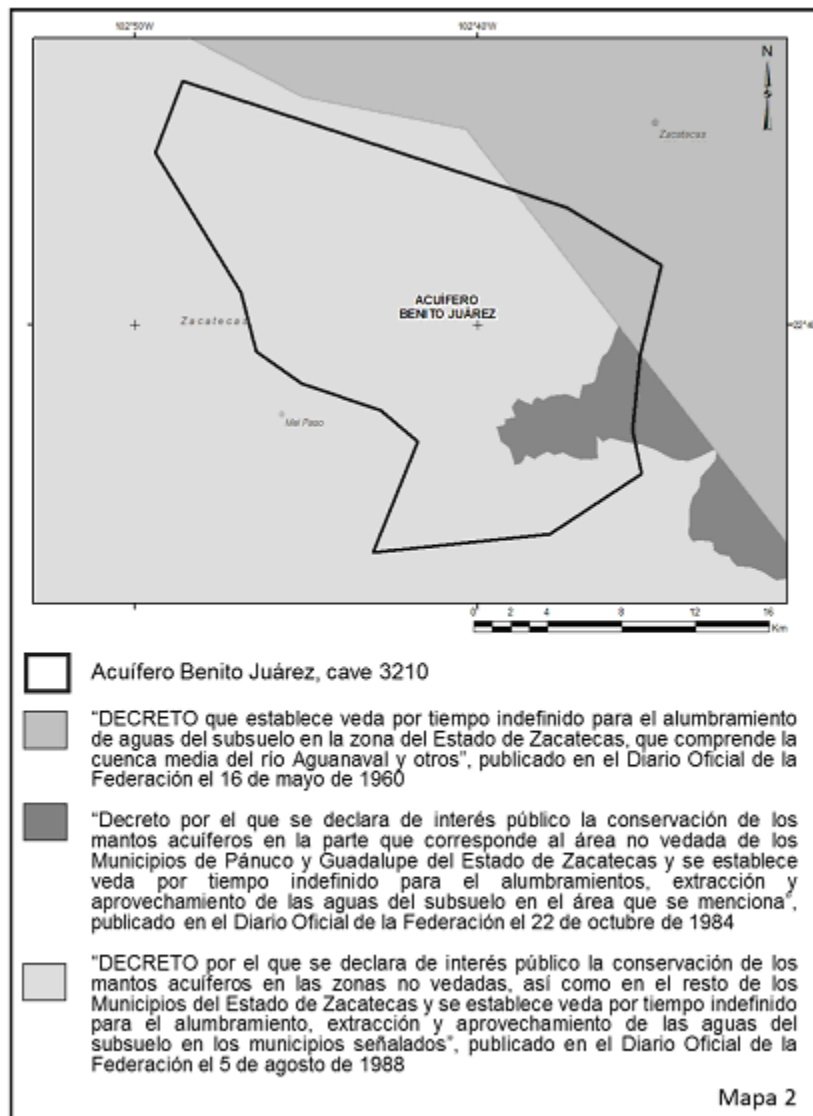 102°50'W
102°40'W
N
Zacatecas
ACUÍFERO
BENITO JUÁREZ
Zacatecas
Mal Paso
0 2 4 8 12 16
Km
Acuífero Benito Juárez, cave 3210
“DECRETO que establece veda por tiempo indefinido para el alumbramiento
de aguas del subsuelo en la zona del Estado de Zacatecas, que comprende la
cuenca media del río Aguanaval y otros”, publicado en el Diario Oficial de la
Federación el 16 de mayo de 1960
“Decreto por el que se declara de interés público la conservación de los
mantos acuíferos en la parte que corresponde al área no vedada de los
Municipios de Pánuco y Guadalupe del Estado de Zacatecas y se establece
veda por tiempo indefinido para el alumbramientos, extracción y
aprovechamiento de las aguas del subsuelo en el área que se menciona”,
publicado en el Diario Oficial de la Federación el 22 de octubre de 1984
“DECRETO por el que se declara de interés público la conservación de los
mantos acuíferos en las zonas no vedadas, así como en el resto de los
Municipios del Estado de Zacatecas y se establece veda por tiempo indefinido
para el alumbramiento, extracción y aprovechamiento de las aguas del
subsuelo en los municipios señalados”, publicado en el Diario Oficial de la
Federación el 5 de agosto de 1988
Mapa 2